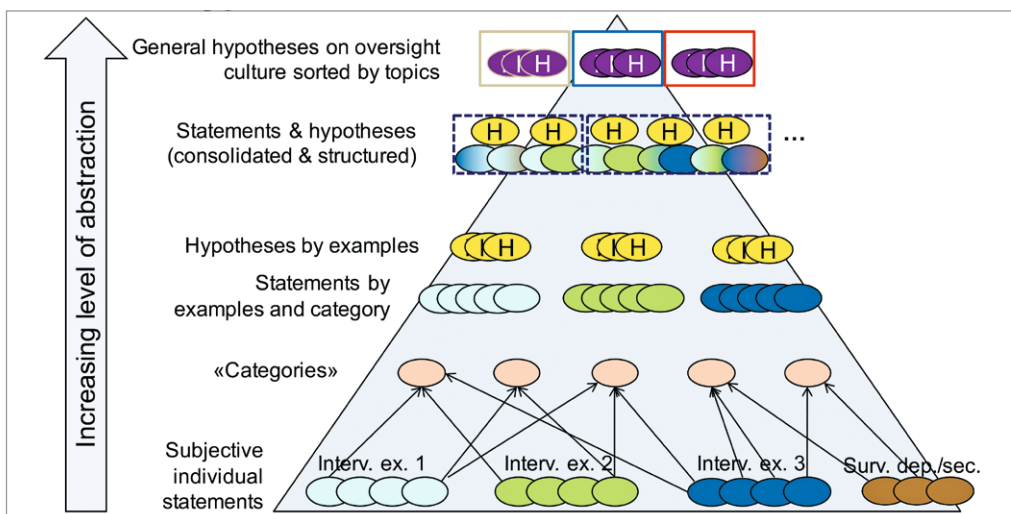 General hypotheses on oversight
culture sorted by topics
H
H
H
Statements & hypotheses
(consolidated & structured)
H H H H H
...
Hypotheses by examples
H
H
H
Statements by
examples and category
«Categories»
Subjective
individual
statements
Interv. ex. 1
Interv. ex. 2
Interv. ex. 3
Surv. dep./sec.
Increasing level of abstraction